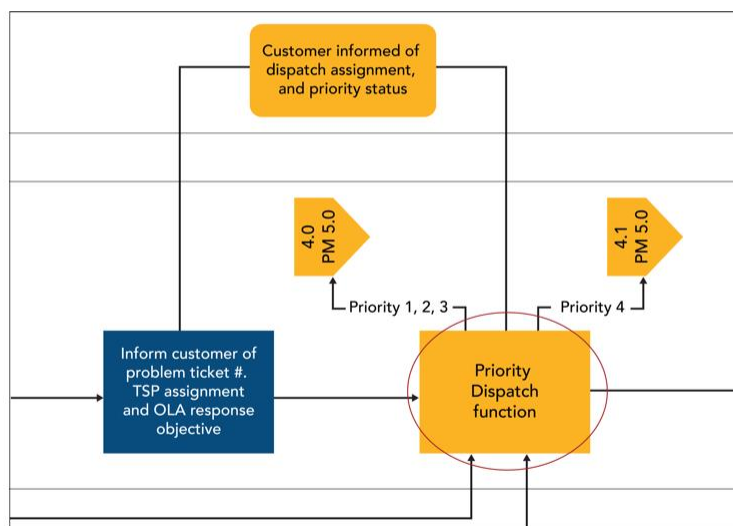 Customer informed of
dispatch assignment,
and priority status
4.0
PM 5.0
4.1
PM 5.0
Priority 1, 2, 3
Priority 4
Inform customer of
problem ticket #.
TSP assignment
and OLA response
objective
Priority
Dispatch
function